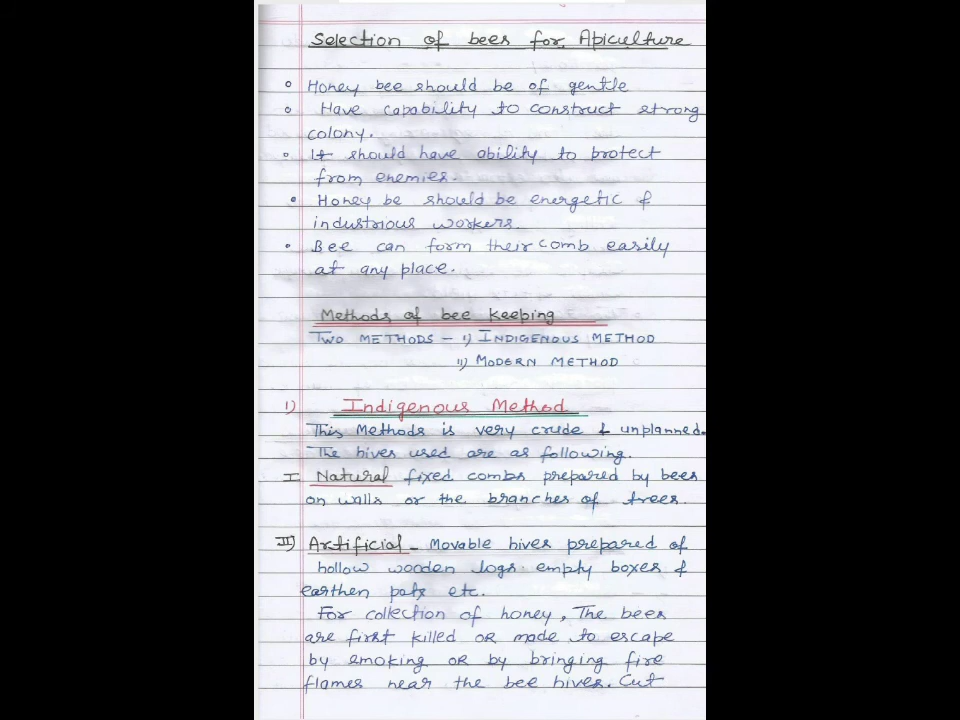 Selection of bees for Apiculture
Honey bee should be of gentle
Have capability to construct strong
colony.
It should have ability to protect
from enemies.
Honey be should be energetic &
industrious workers.
Bee can form their comb easily
at any place.
Methods of bee keeping
TWO METHODS - 1) INDIGENOUS METHOD
11) MODERN METHOD
1) Indigenous Method
This Methods is very crude & unplanned.
The hives used are as following.
I Natural fixed combs prepared by bees
on walls or the branches of trees.
II) Artificial - Movable hives prepared of
hollow wooden logs. empty boxes &
earthen pots etc.
For collection of honey, The bees
are first killed OR made to escape
by smoking OR by bringing fire
flames near the bee hives. Cut